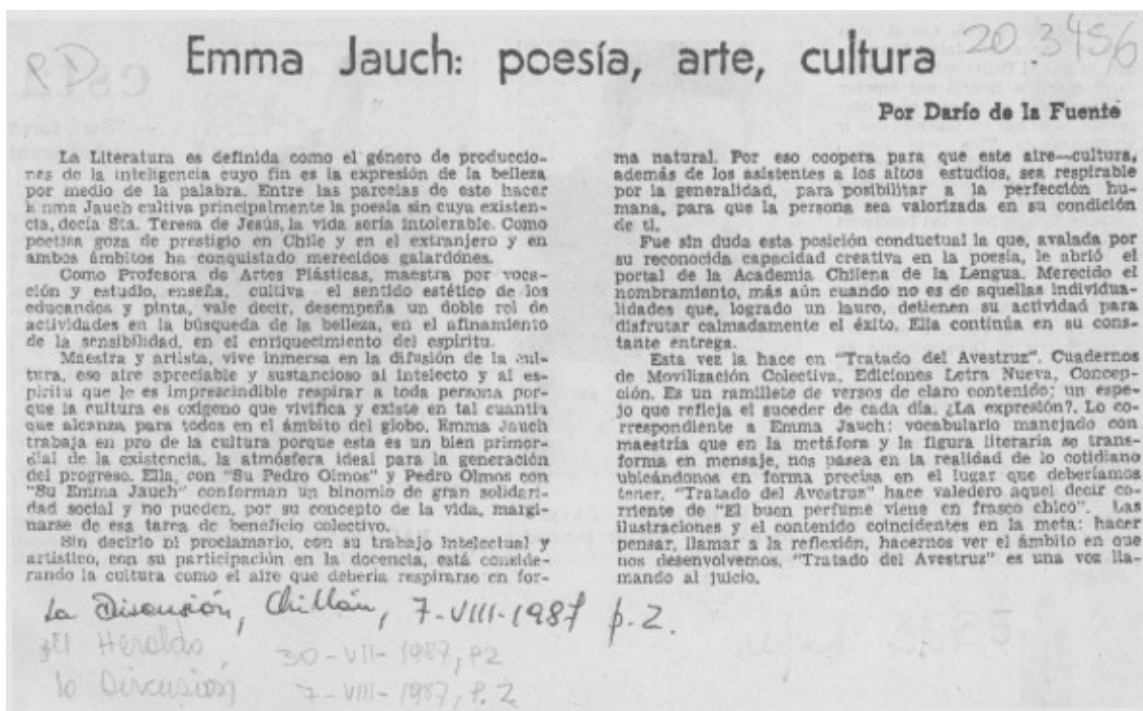 20.3456
Emma Jauch: poesía, arte, cultura
Por Darío de la Fuente
La Literatura es definida como el género de produccio-
nes de la inteligencia cuyo fin es la expresión de la belleza
por medio de la palabra. Entre las parcelas de este hacer
Emma Jauch cultiva principalmente la poesía sin cuya existen-
cia, decía Sta. Teresa de Jesús, la vida sería intolerable. Como
poetisa goza de prestigio en Chile y en el extranjero y en
ambos ámbitos ha conquistado merecidos galardones.
Como Profesora de Artes Plásticas, maestra por voca-
ción y estudio, enseña, cultiva el sentido estético de los
educandos y pinta, vale decir, desempeña un doble rol de
actividades en la búsqueda de la belleza, en el afinamiento
de la sensibilidad, en el enriquecimiento del espíritu.
Maestra y artista, vive inmersa en la difusión de la cul-
tura, ese aire apreciable y sustancioso al intelecto y al es-
píritu que le es imprescindible respirar a toda persona por-
que la cultura es oxígeno que vivifica y existe en tal cuantía
que alcanza para todos en el ámbito del globo. Emma Jauch
trabaja en pro de la cultura porque esta es un bien primor-
dial de la existencia, la atmósfera ideal para la generación
del progreso. Ella, con "Su Pedro Olmos" y Pedro Olmos con
"Su Emma Jauch" conforman un binomio de gran solidari-
dad social y no pueden, por su concepto de la vida, margi-
narse de esa tarea de beneficio colectivo.
Sin decirlo ni proclamarlo, con su trabajo intelectual y
artístico, con su participación en la docencia, está conside-
rando la cultura como el aire que debería respirarse en for-
ma natural. Por eso coopera para que este aire—cultura,
además de los asistentes a los altos estudios, sea respirable
por la generalidad, para posibilitar a la perfección hu-
mana, para que la persona sea valorizada en su condición
de tl.
Fue sin duda esta posición conductual la que, avalada por
su reconocida capacidad creativa en la poesía, le abrió el
portal de la Academia Chilena de la Lengua. Merecido el
nombramiento, más aún cuando no es de aquellas individua-
lidades que, logrado un lauro, detienen su actividad para
disfrutar calmadamente el éxito. Ella continúa en su cons-
tante entrega.
Esta vez la hace en "Tratado del Avestruz". Cuadernos
de Movilización Colectiva, Ediciones Letra Nueva, Concep-
ción. Es un ramillete de versos de claro contenido; un espe-
jo que refleja el suceder de cada día. ¿La expresión?. Lo co-
rrespondiente a Emma Jauch: vocabulario manejado con
maestría que en la metáfora y la figura literaria se trans-
forma en mensaje, nos pasea en la realidad de lo cotidiano
ubicándonos en forma precisa en el lugar que deberíamos
tener. "Tratado del Avestruz" hace valedero aquel decir co-
rriente de "El buen perfume viene en frasco chico". Las
ilustraciones y el contenido coincidentes en la meta: hacer
pensar, llamar a la reflexión, hacernos ver el ámbito en que
nos desenvolvemos. "Tratado del Avestruz" es una voz lla-
mando al juicio.
La Discusión, Chillán, 7-VIII-1987 p.2.
El Heraldo 30-VII-1987, P.2
La Discusión 7-VIII-1987, P.2